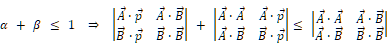 α + β ≤ 1 ⇒ |A⃗·p⃗ A⃗·B⃗; B⃗·p⃗ B⃗·B⃗| + |A⃗·A⃗ A⃗·p⃗; A⃗·B⃗ B⃗·p⃗| ≤ |A⃗·A⃗ A⃗·B⃗; A⃗·B⃗ B⃗·B⃗|